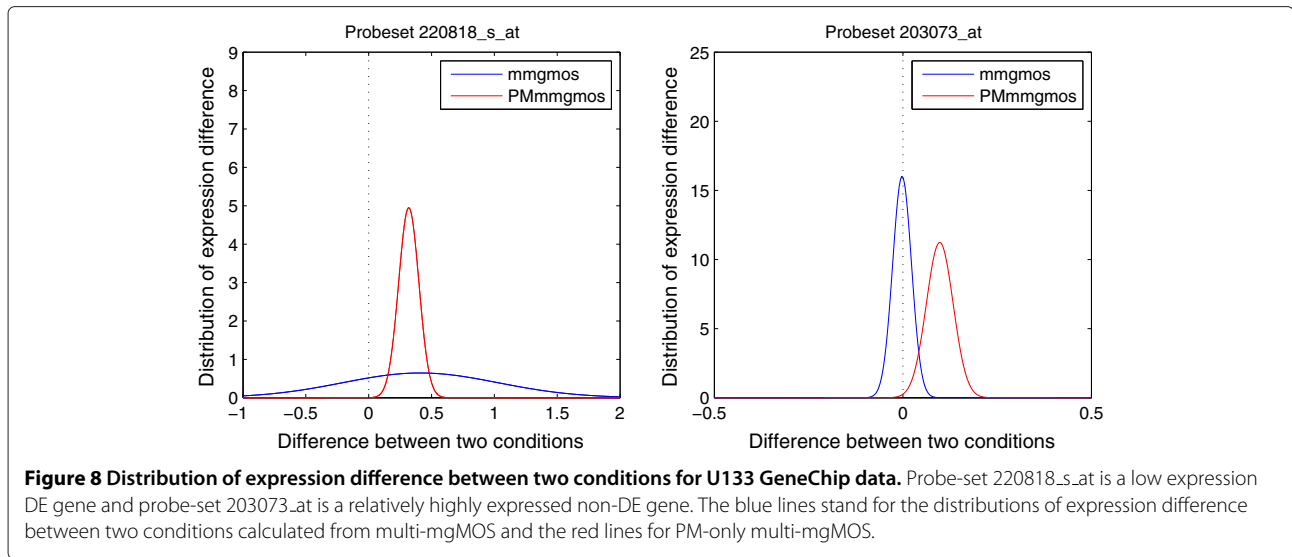 Probeset 220818_s_at
9
8
7
6
5
4
3
2
1
0
Distribution of expression difference
mmgmos
PMmmgmos
−1 −0.5 0 0.5 1 1.5 2
Difference between two conditions
Probeset 203073_at
25
20
15
10
5
0
Distribution of expression difference
mmgmos
PMmmgmos
−0.5 0 0.5
Difference between two conditions
Figure 8 Distribution of expression difference between two conditions for U133 GeneChip data. Probe-set 220818_s_at is a low expression
DE gene and probe-set 203073_at is a relatively highly expressed non-DE gene. The blue lines stand for the distributions of expression difference
between two conditions calculated from multi-mgMOS and the red lines for PM-only multi-mgMOS.